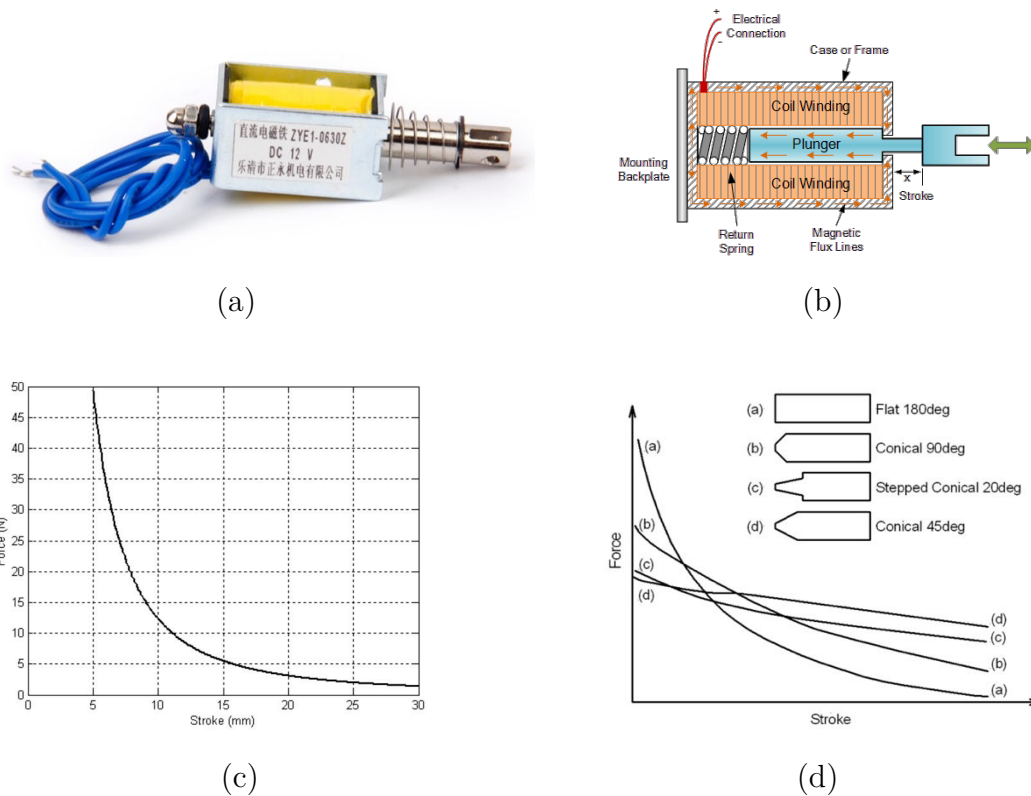 直流电磁铁 ZYE1-0630Z
DC 12 V
乐清市正永机电有限公司
(a)
+
-
Electrical
Connection
Case or Frame
Coil Winding
Plunger
Mounting
Backplate
Coil Winding
x
Stroke
Return
Spring
Magnetic
Flux Lines
(b)
50
45
40
35
30
25
20
15
10
5
0
0 5 10 15 20 25 30
Force (N)
Stroke (mm)
(c)
(a) Flat 180deg
(b) Conical 90deg
(c) Stepped Conical 20deg
(d) Conical 45deg
(a)
(b)
(c)
(d)
(d)
(c)
(b)
(a)
Force
Stroke
(d)